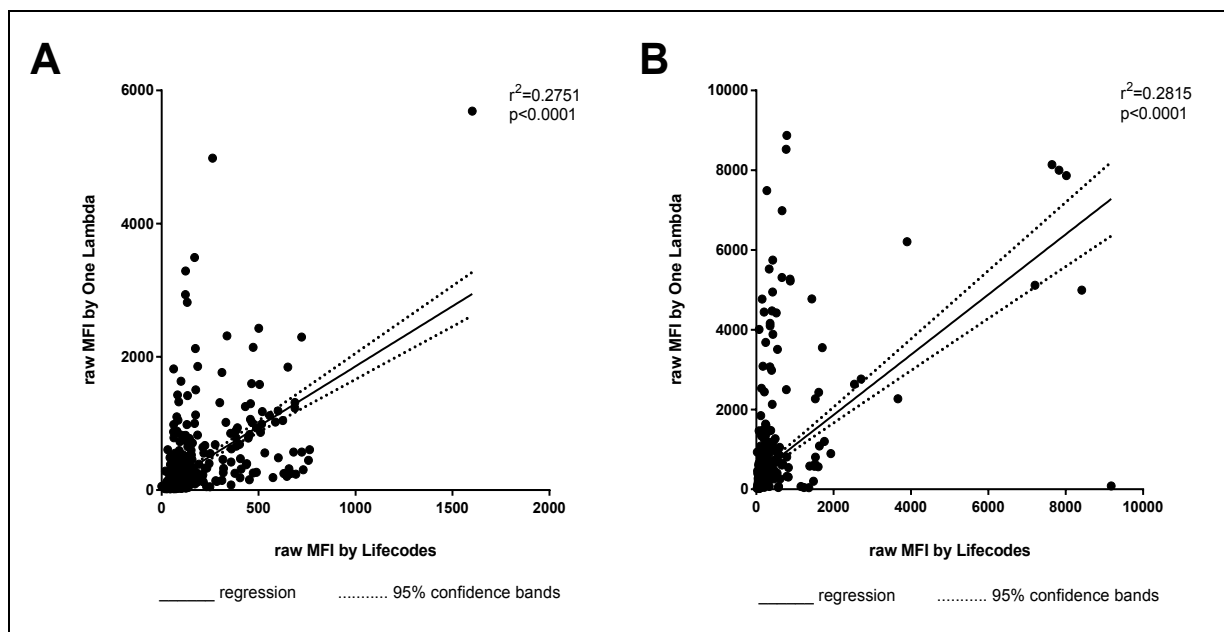 A
r²=0.2751
p<0.0001
raw MFI by One Lambda
6000
4000
2000
0
0 500 1000 1500 2000
raw MFI by Lifecodes
______ regression ........... 95% confidence bands
B
r²=0.2815
p<0.0001
raw MFI by One Lambda
10000
8000
6000
4000
2000
0
0 2000 4000 6000 8000 10000
raw MFI by Lifecodes
______ regression ........... 95% confidence bands